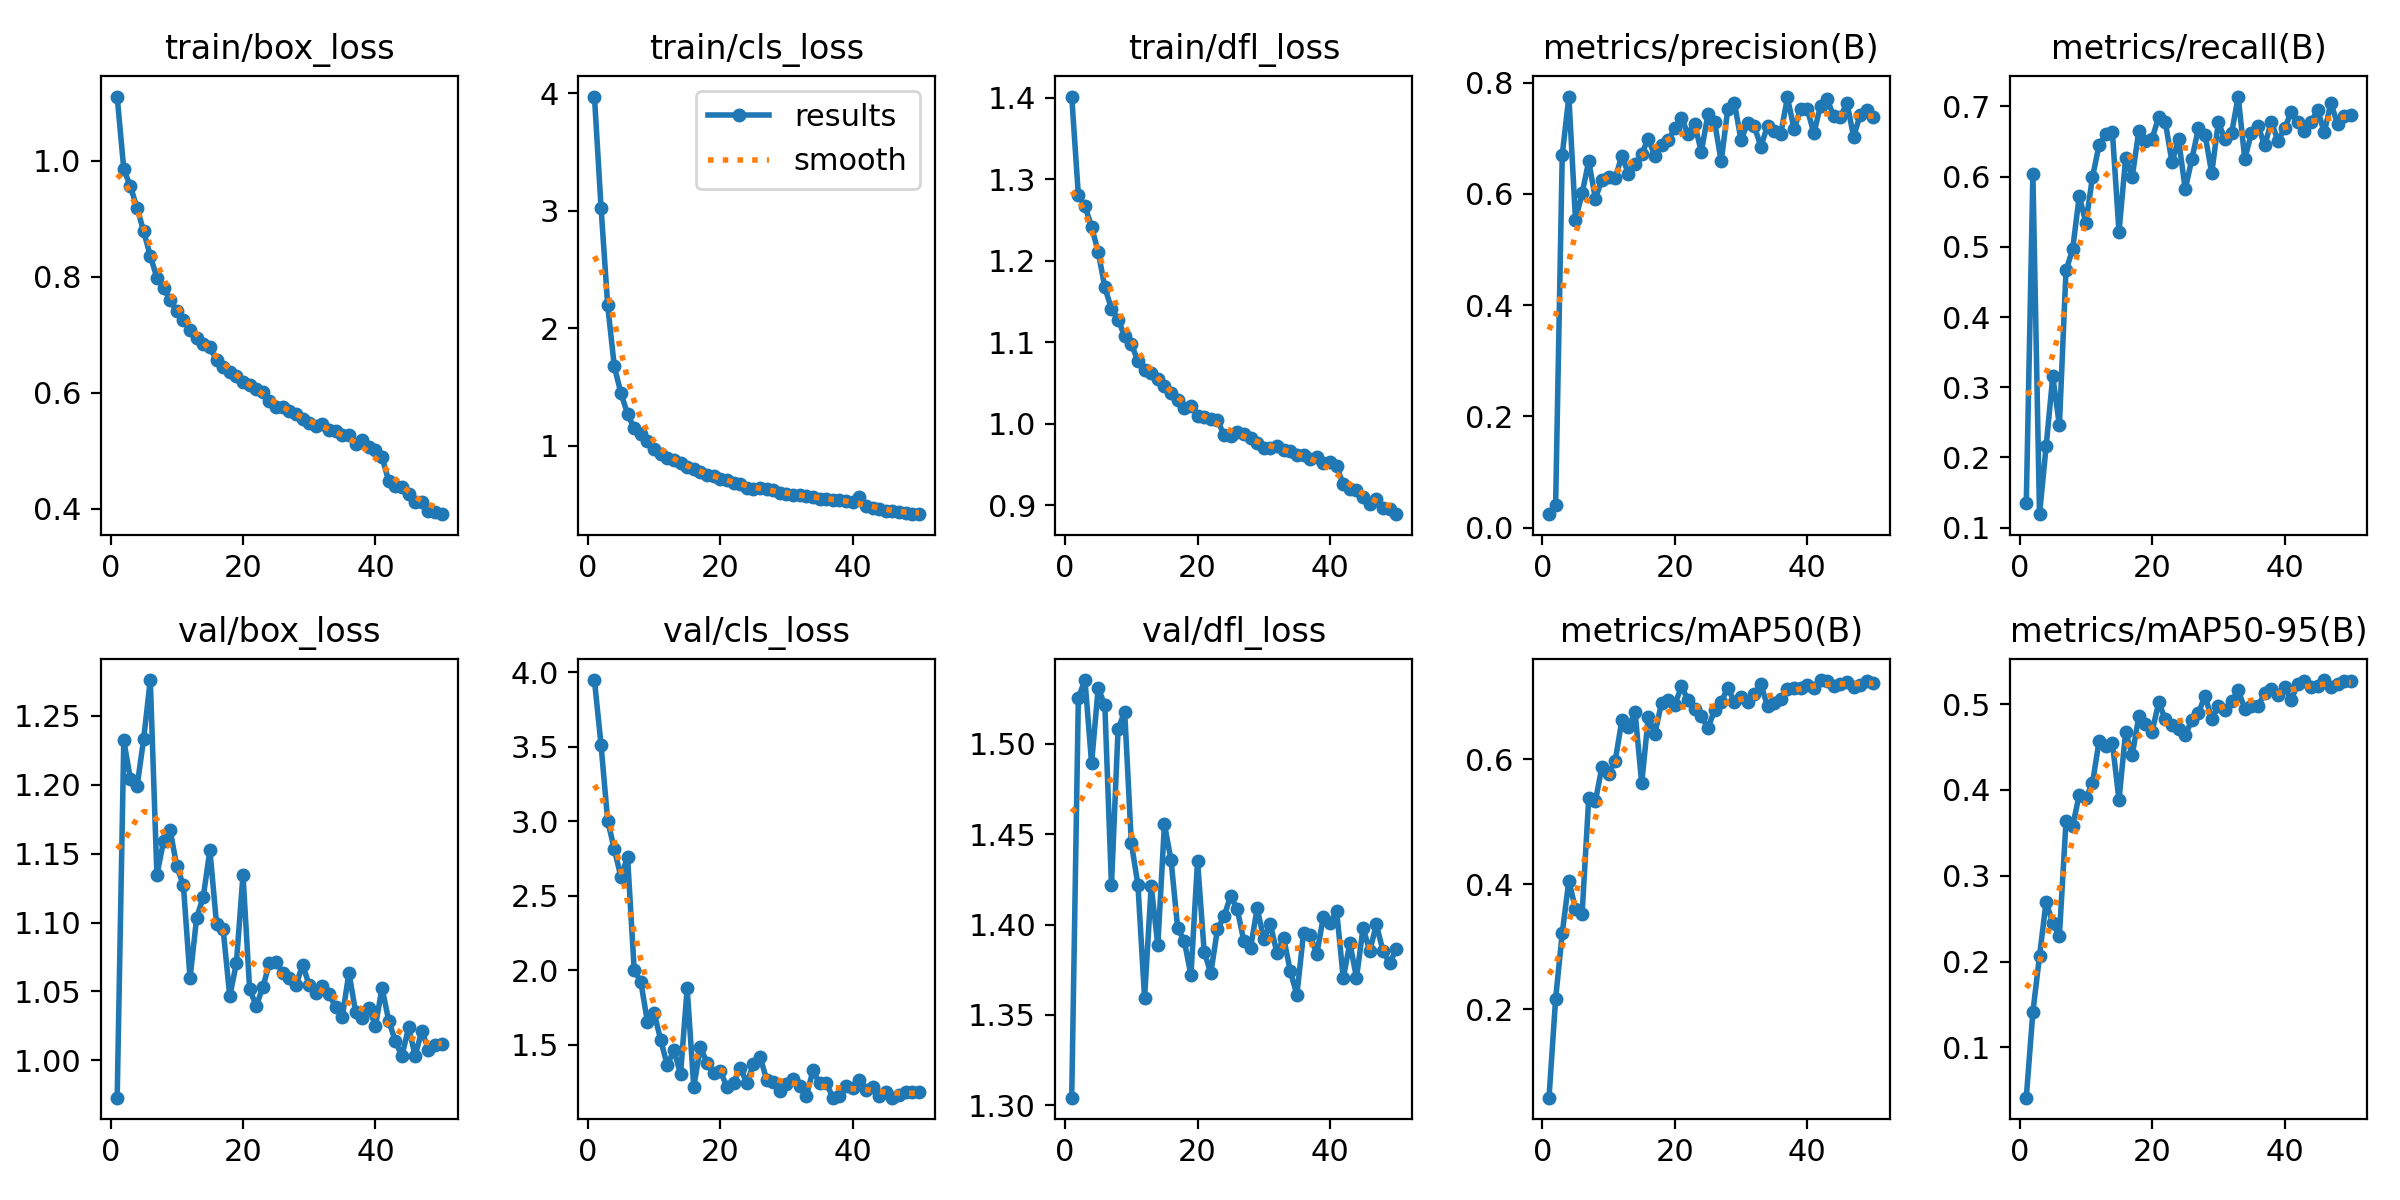 train/box_loss
1.0
0.8
0.6
0.4
0 20 40
train/cls_loss
results
smooth
4
3
2
1
0 20 40
train/dfl_loss
1.4
1.3
1.2
1.1
1.0
0.9
0 20 40
metrics/precision(B)
0.8
0.6
0.4
0.2
0.0
0 20 40
metrics/recall(B)
0.7
0.6
0.5
0.4
0.3
0.2
0.1
0 20 40
val/box_loss
1.25
1.20
1.15
1.10
1.05
1.00
0 20 40
val/cls_loss
4.0
3.5
3.0
2.5
2.0
1.5
0 20 40
val/dfl_loss
1.50
1.45
1.40
1.35
1.30
0 20 40
metrics/mAP50(B)
0.6
0.4
0.2
0 20 40
metrics/mAP50-95(B)
0.5
0.4
0.3
0.2
0.1
0 20 40